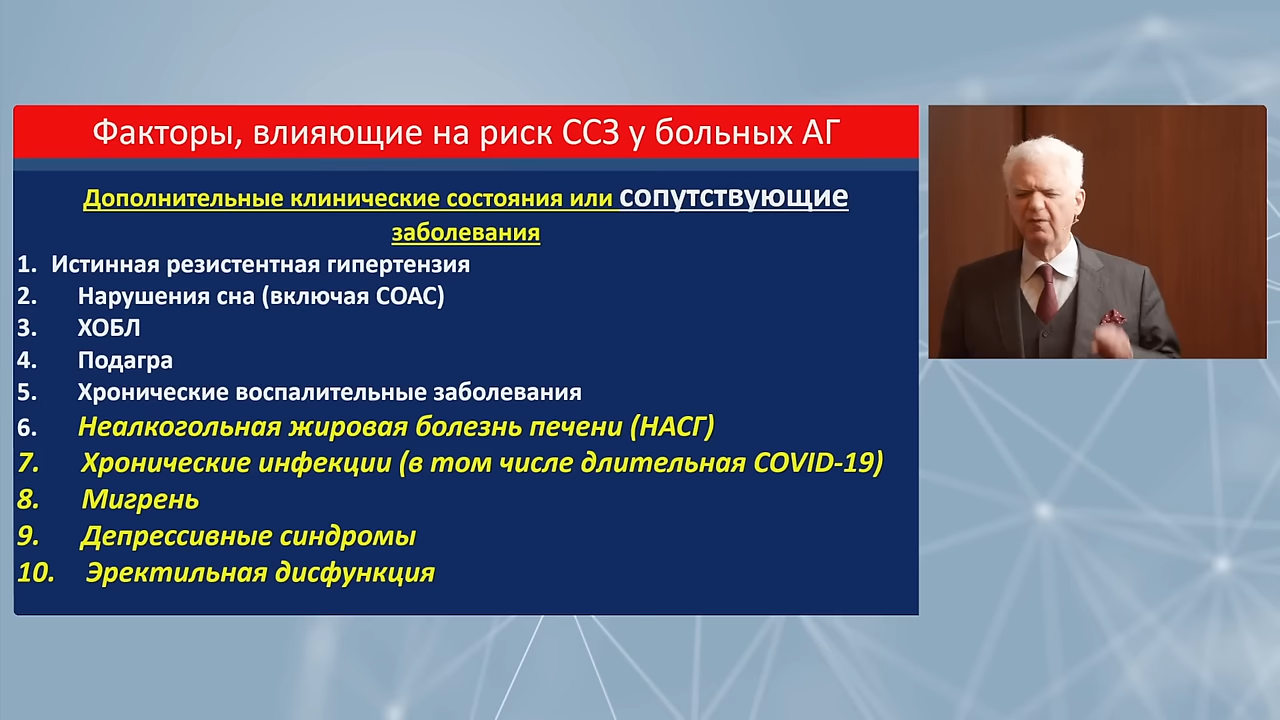 Факторы, влияющие на риск ССЗ у больных АГ
Дополнительные клинические состояния или сопутствующие
заболевания
1. Истинная резистентная гипертензия
2. Нарушения сна (включая СОАС)
3. ХОБЛ
4. Подагра
5. Хронические воспалительные заболевания
6. Неалкогольная жировая болезнь печени (НАСГ)
7. Хронические инфекции (в том числе длительная COVID-19)
8. Мигрень
9. Депрессивные синдромы
10. Эректильная дисфункция